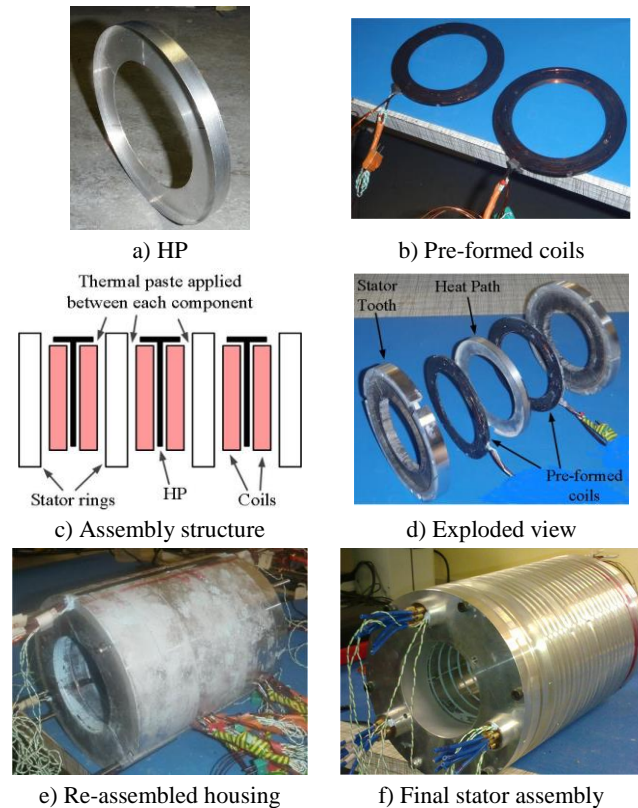 a) HP
b) Pre-formed coils
Thermal paste applied
between each component
Stator rings
HP
Coils
c) Assembly structure
Stator
Tooth
Heat Path
Pre-formed
coils
d) Exploded view
e) Re-assembled housing
f) Final stator assembly